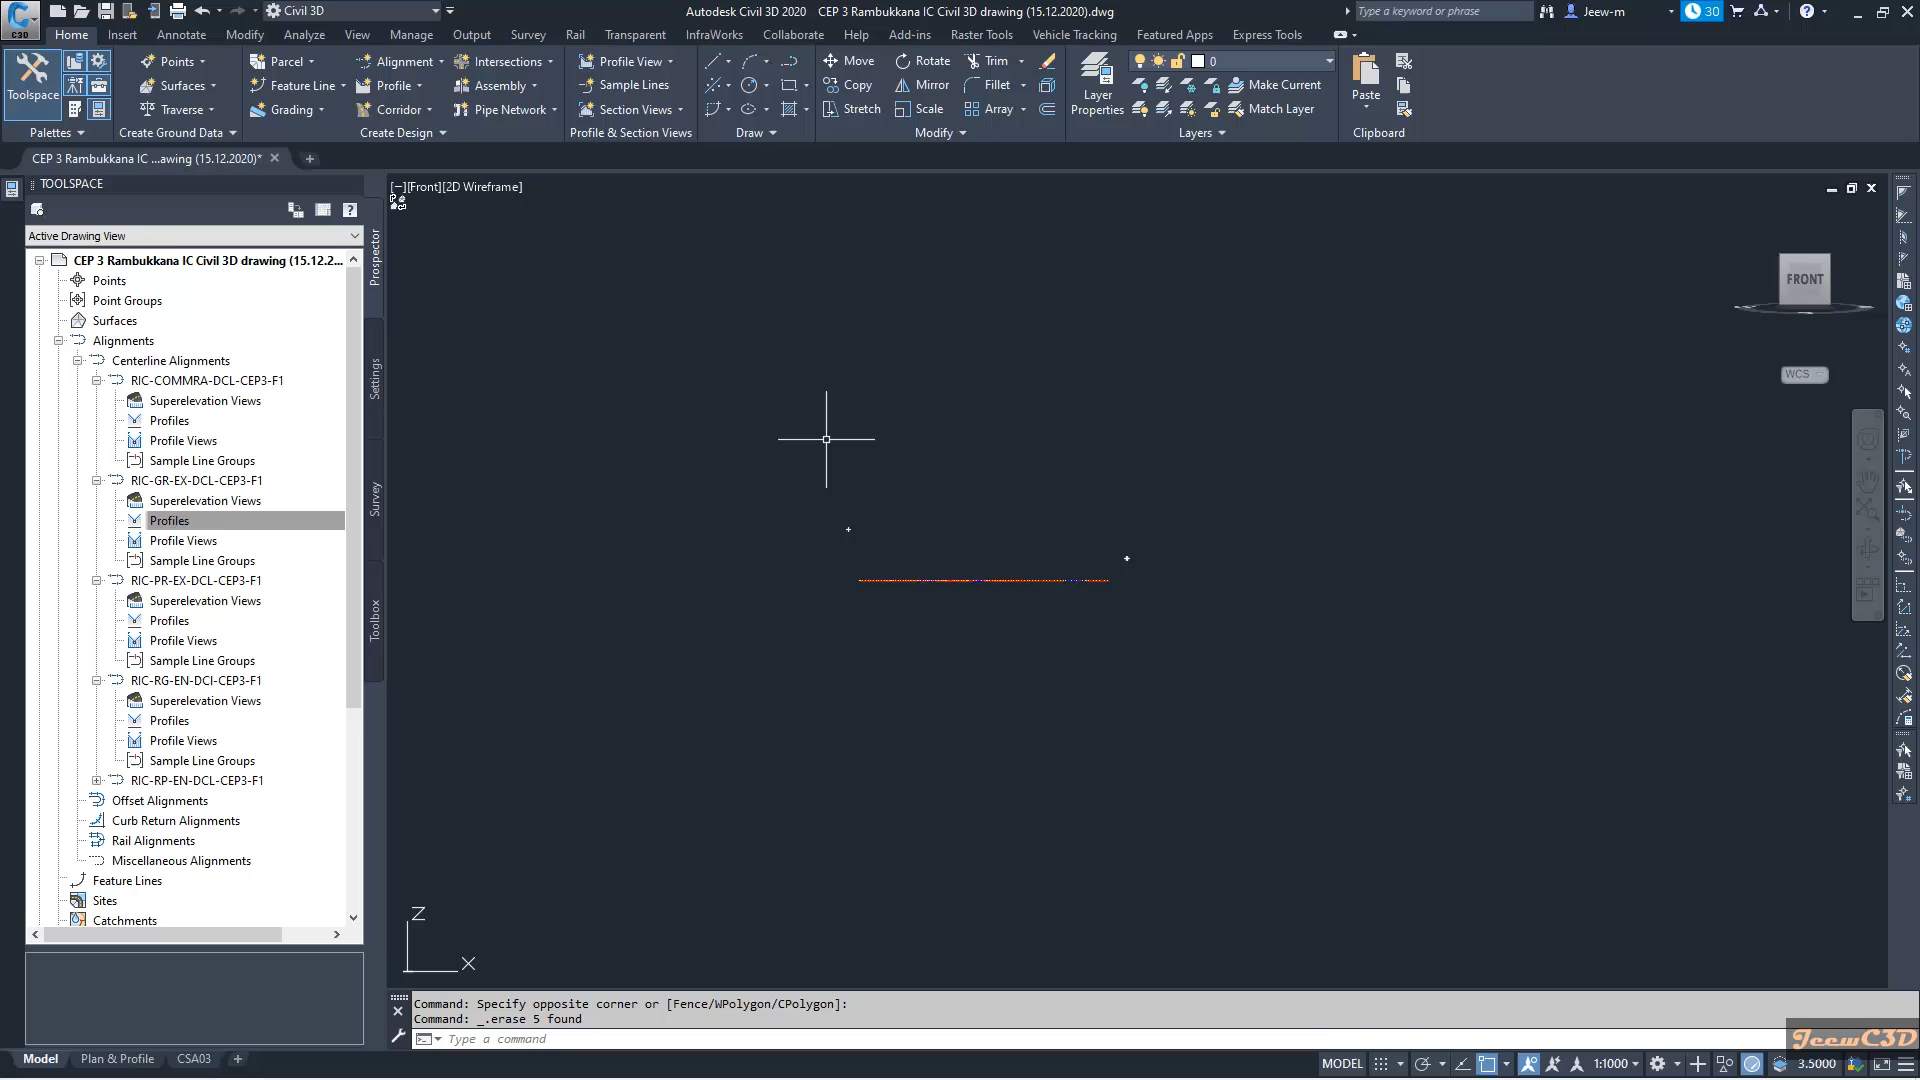 C3D
Civil 3D
Autodesk Civil 3D 2020 CEP 3 Rambukkana IC Civil 3D drawing (15.12.2020).dwg
Type a keyword or phrase
Jeew-m
30
Home Insert Annotate Modify Analyze View Manage Output Survey Rail Transparent InfraWorks Collaborate Help Add-ins Raster Tools Vehicle Tracking Featured Apps Express Tools
Toolspace
Palettes
Points
Surfaces
Traverse
Create Ground Data
Parcel
Feature Line
Grading
Alignment
Profile
Corridor
Intersections
Assembly
Pipe Network
Create Design
Profile View
Sample Lines
Section Views
Profile & Section Views
Draw
Move
Copy
Stretch
Rotate
Mirror
Scale
Trim
Fillet
Array
Modify
Layer
Properties
0
Make Current
Match Layer
Layers
Paste
Clipboard
CEP 3 Rambukkana IC ...awing (15.12.2020)*
TOOLSPACE
Active Drawing View
CEP 3 Rambukkana IC Civil 3D drawing (15.12.2...
Points
Point Groups
Surfaces
Alignments
Centerline Alignments
RIC-COMMRA-DCL-CEP3-F1
Superelevation Views
Profiles
Profile Views
Sample Line Groups
RIC-GR-EX-DCL-CEP3-F1
Superelevation Views
Profiles
Profile Views
Sample Line Groups
RIC-PR-EX-DCL-CEP3-F1
Superelevation Views
Profiles
Profile Views
Sample Line Groups
RIC-RG-EN-DCI-CEP3-F1
Superelevation Views
Profiles
Profile Views
Sample Line Groups
RIC-RP-EN-DCL-CEP3-F1
Offset Alignments
Curb Return Alignments
Rail Alignments
Miscellaneous Alignments
Feature Lines
Sites
Catchments
Prospector
Settings
Survey
Toolbox
[−][Front][2D Wireframe]
FRONT
WCS
Z
X
Command: Specify opposite corner or [Fence/WPolygon/CPolygon]:
Command: _.erase 5 found
Type a command
JeewC3D
Model Plan & Profile CSA03
MODEL 1:1000 3.5000